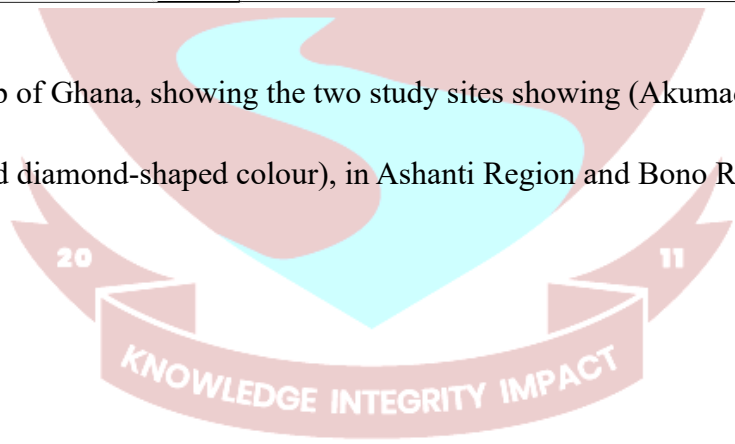 of Ghana, showing the two study sites showing
diamond-shaped colour), in Ashanti Region and Bono
20 11
KNOWLEDGE INTEGRITY IMPACT